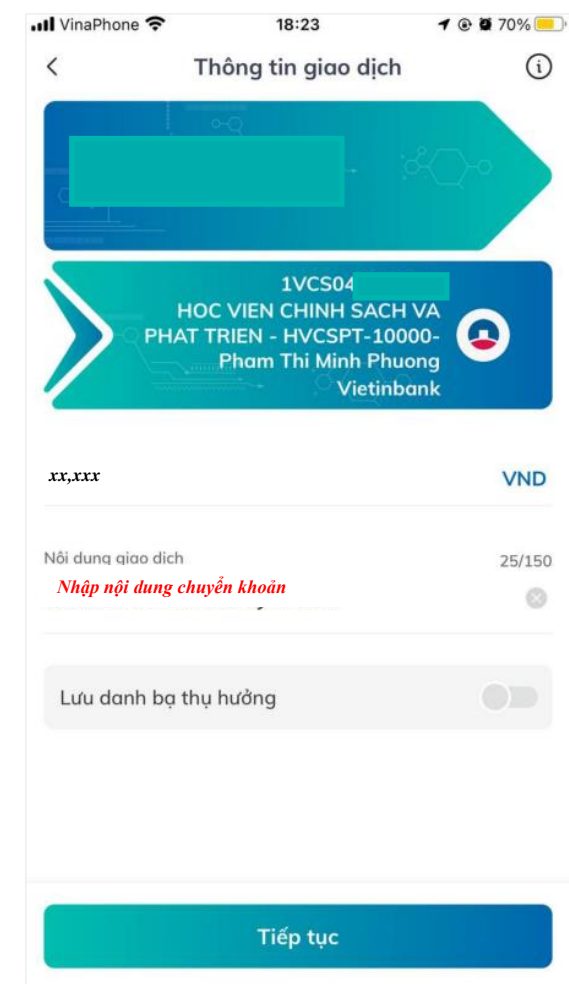 VinaPhone 18:23 70%
Thông tin giao dịch
1VCS04
HOC VIEN CHINH SACH VA
PHAT TRIEN - HVCSPT-10000-
Pham Thi Minh Phuong
Vietinbank
xx,xxx VND
Nội dung giao dịch 25/150
Nhập nội dung chuyển khoản
Lưu danh bạ thụ hưởng
Tiếp tục